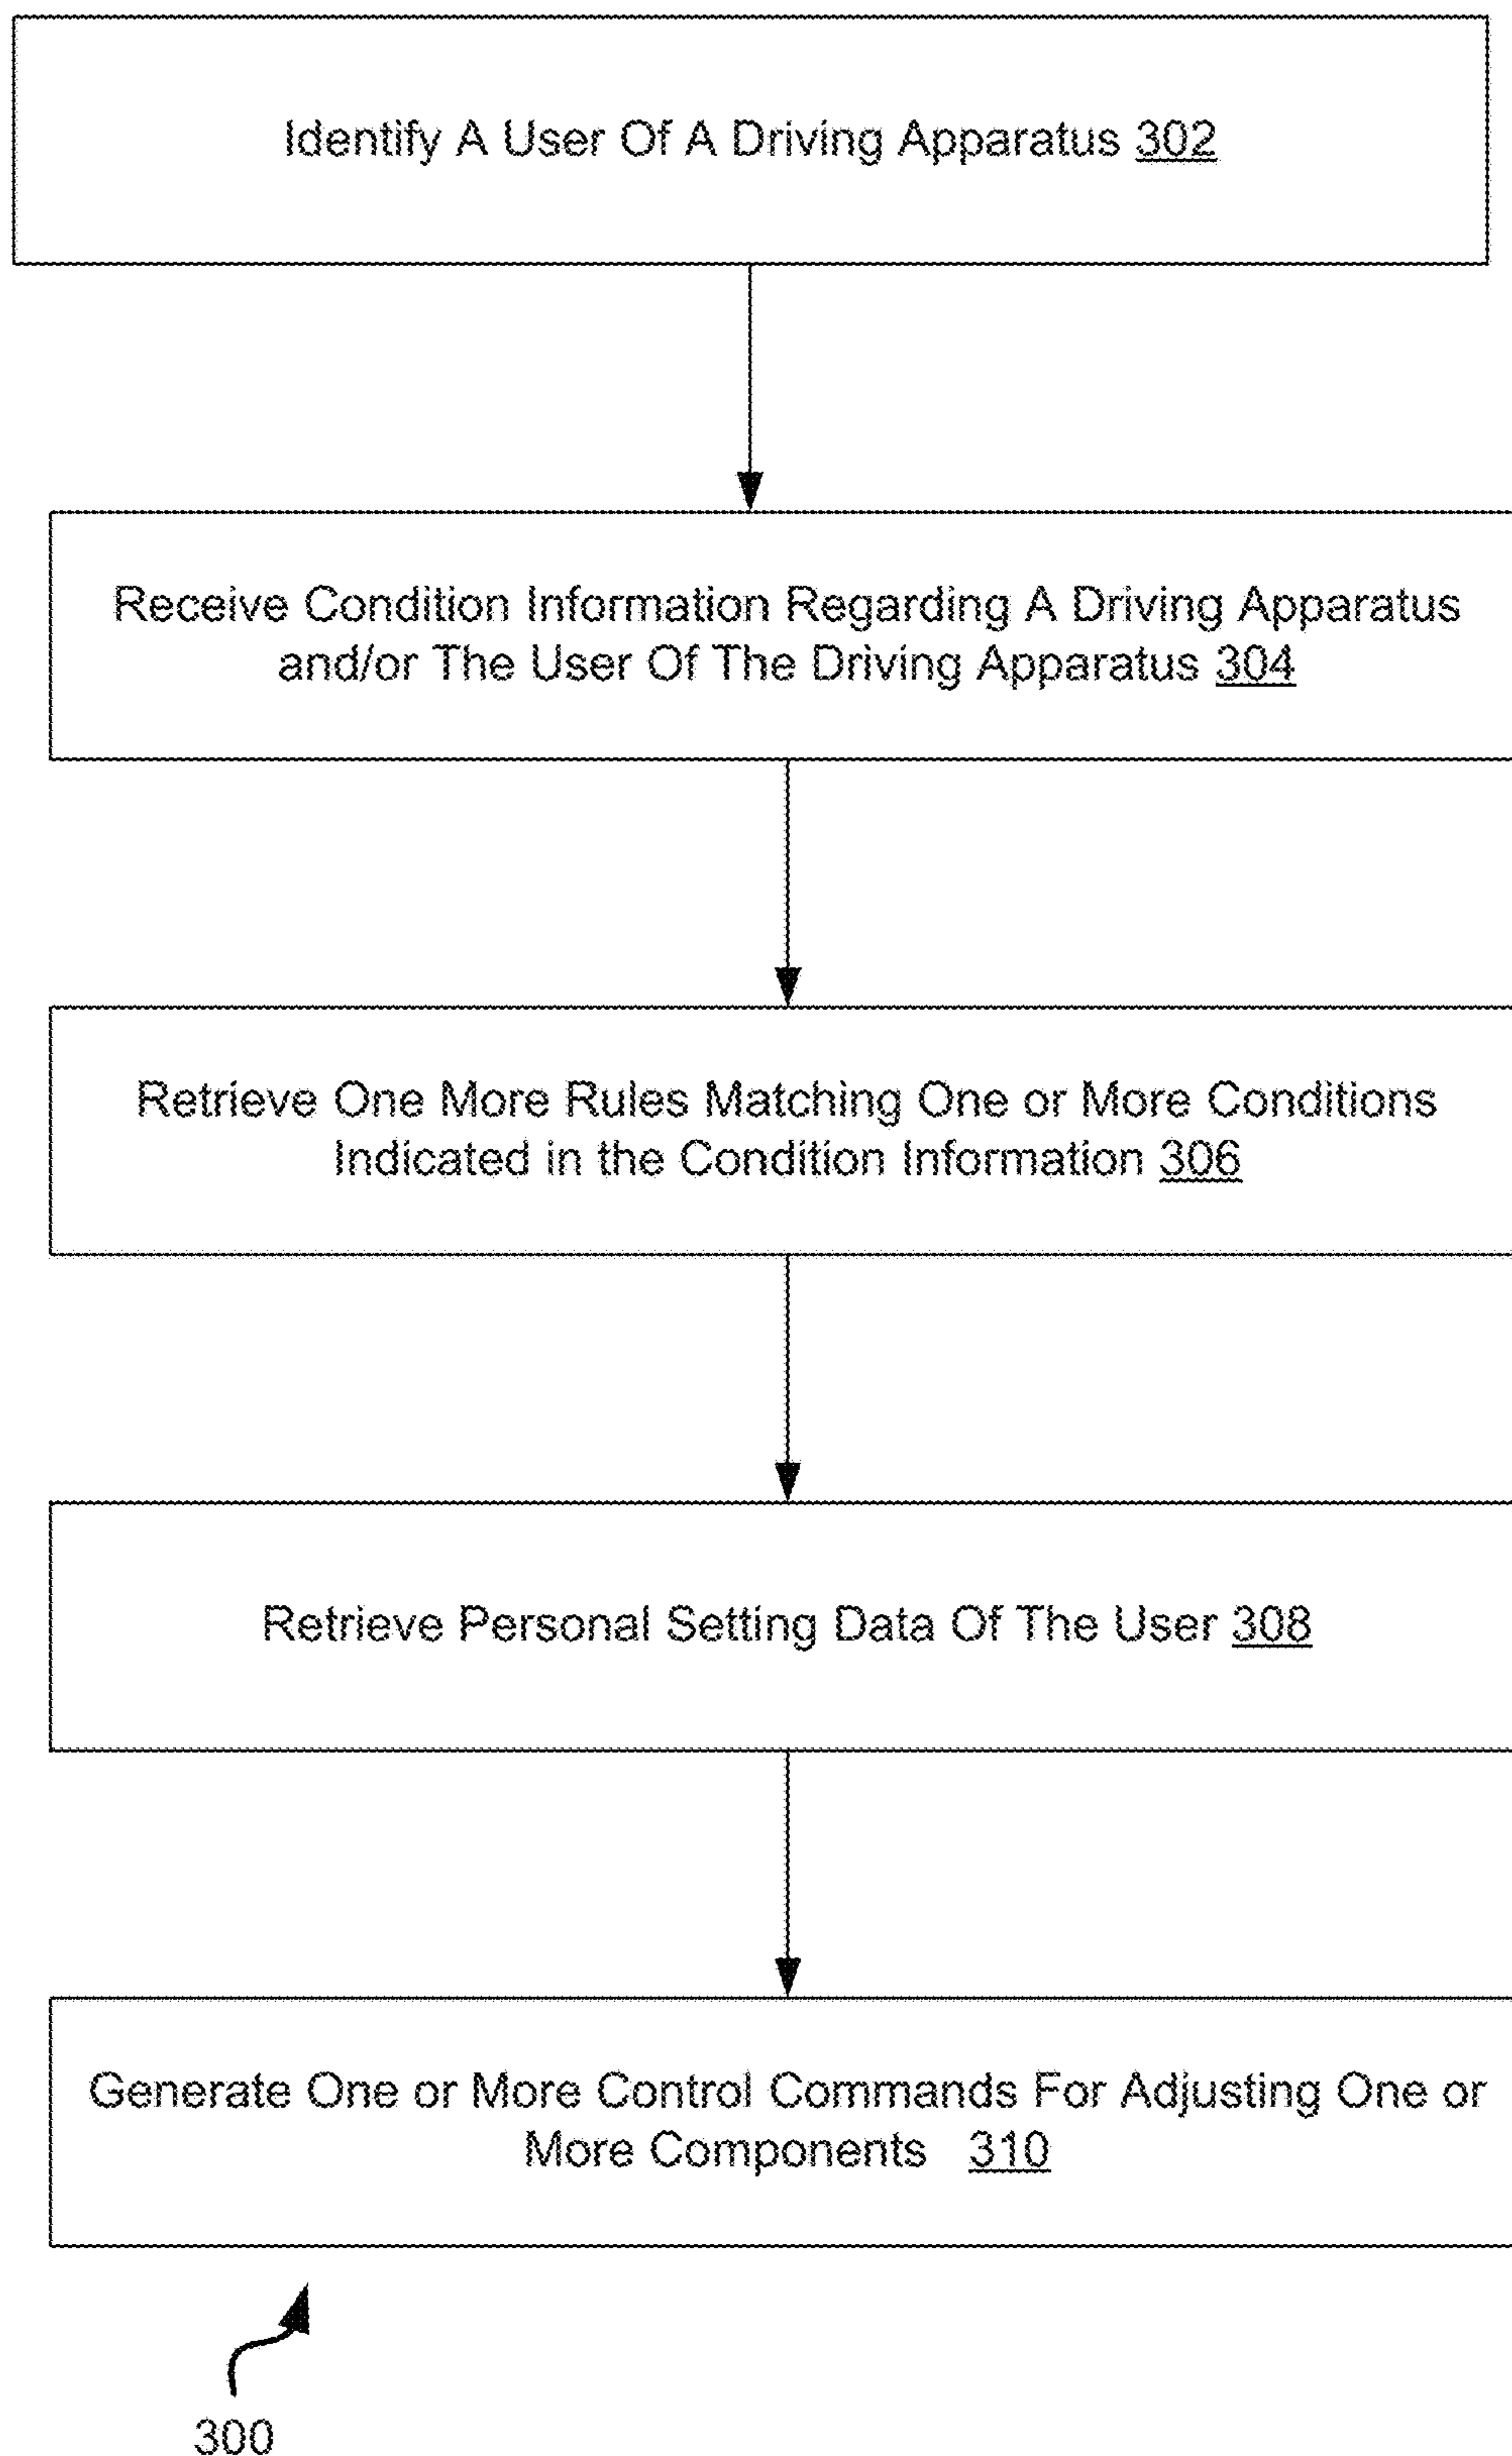 Identify A User Of A Driving Apparatus 302
Receive Condition Information Regarding A Driving Apparatus
and/or The User Of The Driving Apparatus 304
Retrieve One More Rules Matching One or More Conditions
Indicated in the Condition Information 306
Retrieve Personal Setting Data Of The User 308
Generate One or More Control Commands For Adjusting One or
More Components 310
300